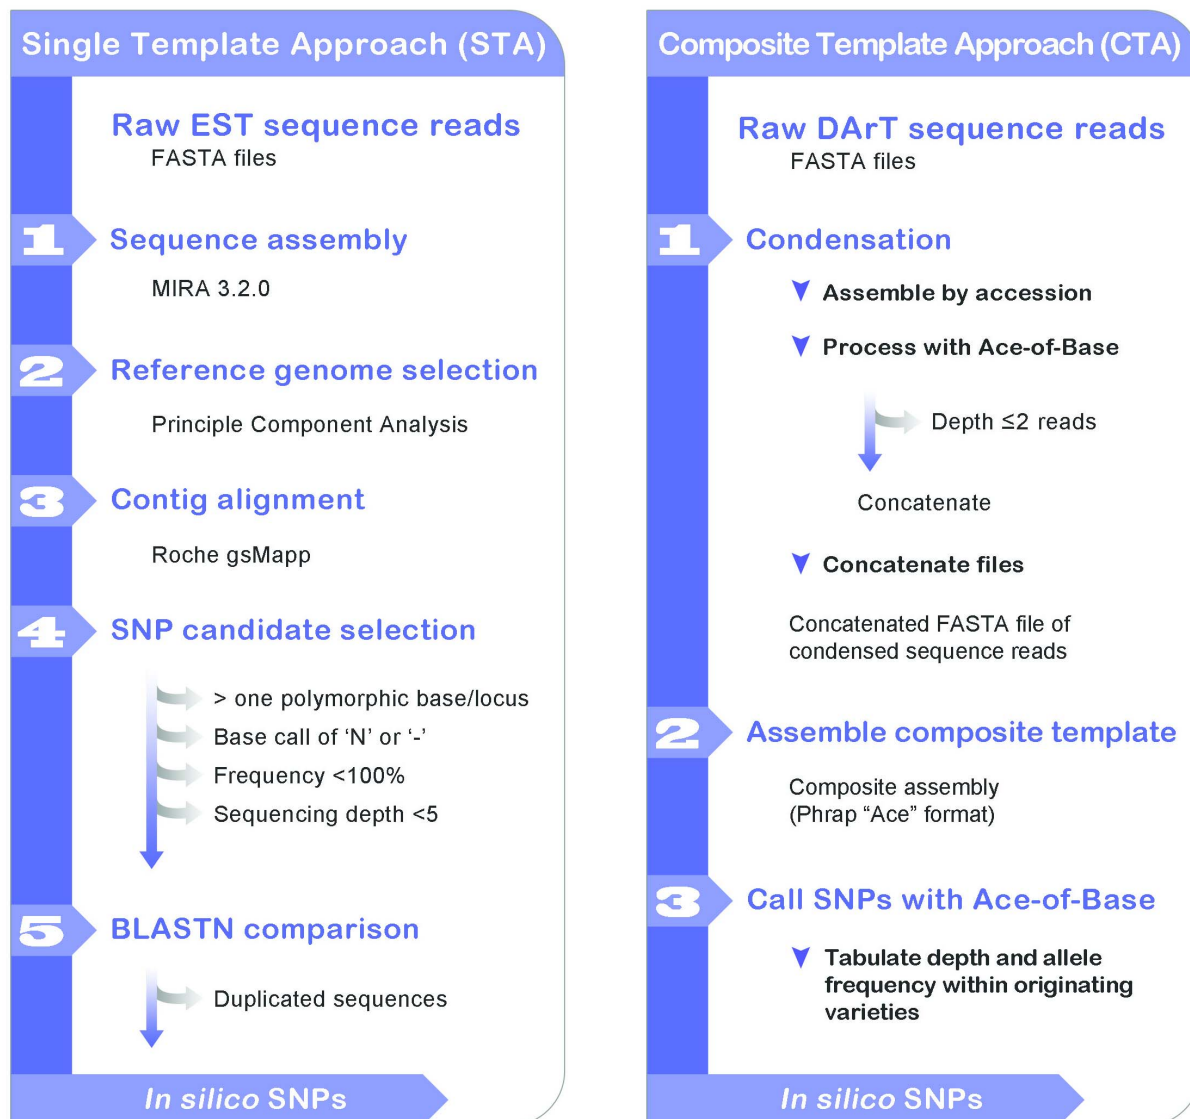 Single Template Approach (STA)
Raw EST sequence reads
FASTA files
1 Sequence assembly
MIRA 3.2.0
2 Reference genome selection
Principle Component Analysis
3 Contig alignment
Roche gsMapp
4 SNP candidate selection
> one polymorphic base/locus
Base call of ‘N’ or ‘-’
Frequency <100%
Sequencing depth <5
5 BLASTN comparison
Duplicated sequences
In silico SNPs
Composite Template Approach (CTA)
Raw DArT sequence reads
FASTA files
1 Condensation
Assemble by accession
Process with Ace-of-Base
Depth ≤2 reads
Concatenate
Concatenate files
Concatenated FASTA file of
condensed sequence reads
2 Assemble composite template
Composite assembly
(Phrap “Ace” format)
3 Call SNPs with Ace-of-Base
Tabulate depth and allele
frequency within originating
varieties
In silico SNPs